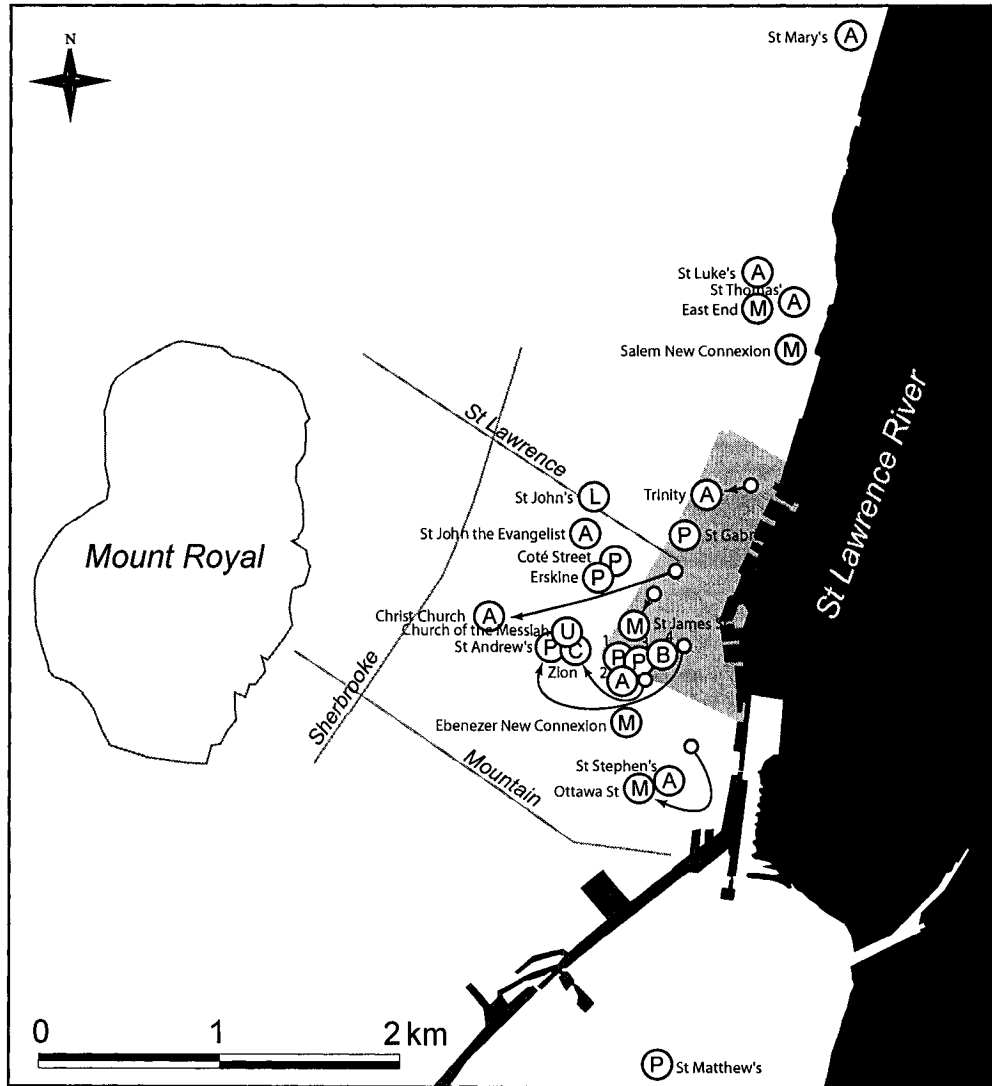 N
St Mary's A
St Luke's A
St Thomas' A
East End M
Salem New Connexion M
St Lawrence
St Lawrence River
St John's L
Trinity A
St John the Evangelist A
P St Gabr
Coté Street P
Erskine P
Mount Royal
Christ Church A
M St James S
Church of the Messiah U
St Andrew's P
Zion C
1 P
P
4 B
2 A
Sherbrooke
Ebenezer New Connexion M
Mountain
St Stephen's A
Ottawa St M
0 1 2 km
P St Matthew's